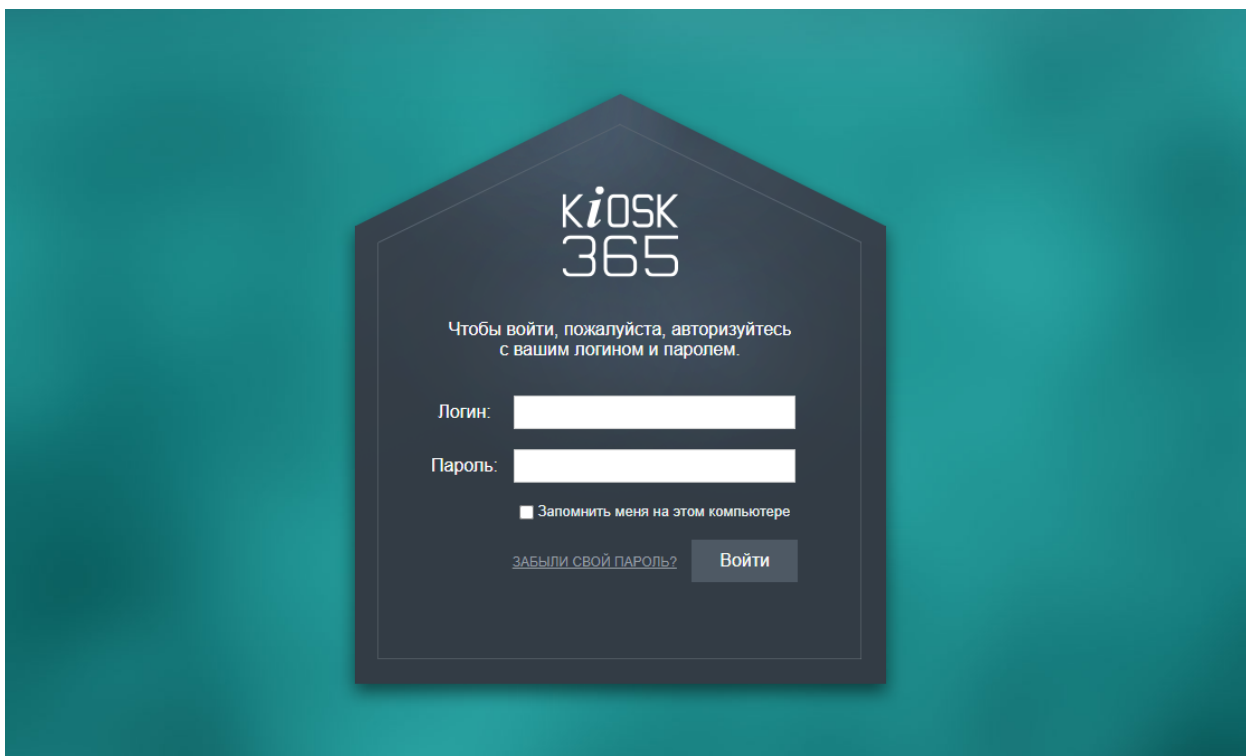 KiOSK
365
Чтобы войти, пожалуйста, авторизуйтесь
с вашим логином и паролем.
Логин:
Пароль:
Запомнить меня на этом компьютере
ЗАБЫЛИ СВОЙ ПАРОЛЬ? Войти